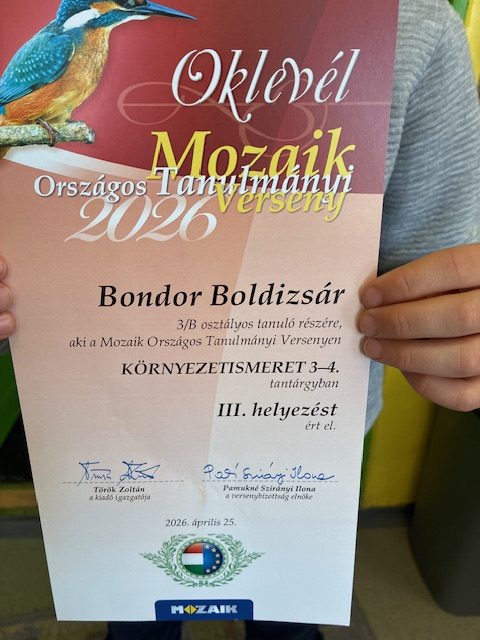 Oklevél
Mozaik
Országos Tanulmányi
Verseny
2026
Bondor Boldizsár
3/B osztályos tanuló részére,
aki a Mozaik Országos Tanulmányi Versenyen
KÖRNYEZETISMERET 3–4.
tantárgyban
III. helyezést
ért el.
Török Zoltán
a kiadó igazgatója
Pamukné Szirányi Ilona
a versenybizottság elnöke
2026. április 25.
MOZAIK